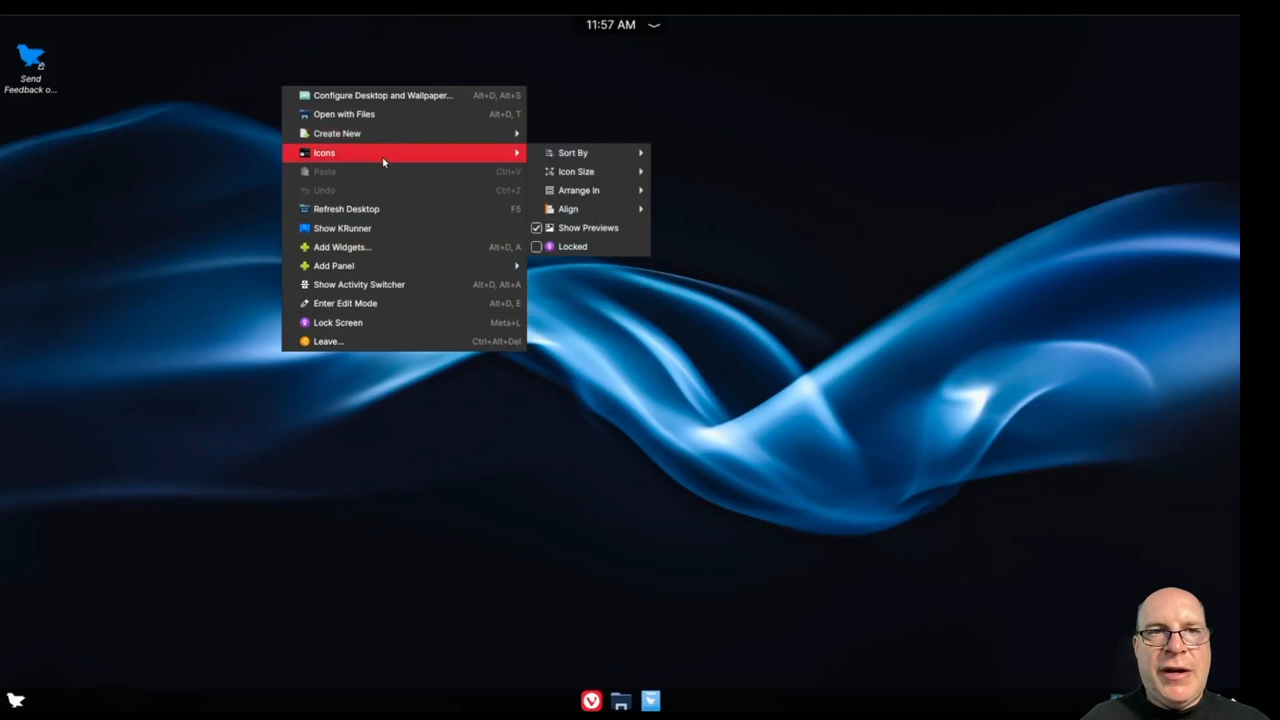 11:57 AM
Send
Feedback o...
Configure Desktop and Wallpaper... Alt+D, Alt+S
Open with Files Alt+D, T
Create New
Icons
Paste Ctrl+V
Undo Ctrl+Z
Refresh Desktop F5
Show KRunner
Add Widgets... Alt+D, A
Add Panel
Show Activity Switcher Alt+D, Alt+A
Enter Edit Mode Alt+D, E
Lock Screen Meta+L
Leave... Ctrl+Alt+Del
Sort By
Icon Size
Arrange In
Align
Show Previews
Locked